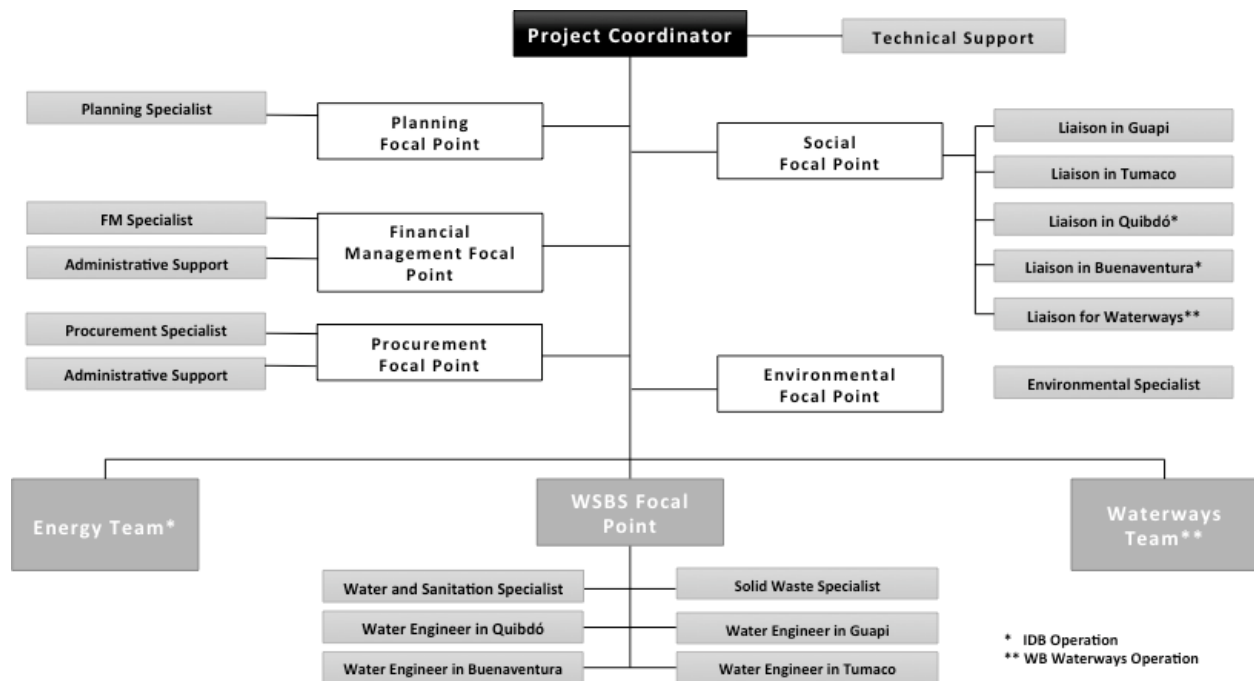 Project Coordinator
Technical Support
Planning Specialist
Planning
Focal Point
Social
Focal Point
Liaison in Guapi
Liaison in Tumaco
Liaison in Quibdó*
Liaison in Buenaventura*
Liaison for Waterways**
FM Specialist
Administrative Support
Financial
Management Focal
Point
Procurement Specialist
Administrative Support
Procurement
Focal Point
Environmental
Focal Point
Environmental Specialist
Energy Team*
WSBS Focal
Point
Waterways
Team**
Water and Sanitation Specialist
Solid Waste Specialist
Water Engineer in Quibdó
Water Engineer in Guapi
Water Engineer in Buenaventura
Water Engineer in Tumaco
* IDB Operation
** WB Waterways Operation